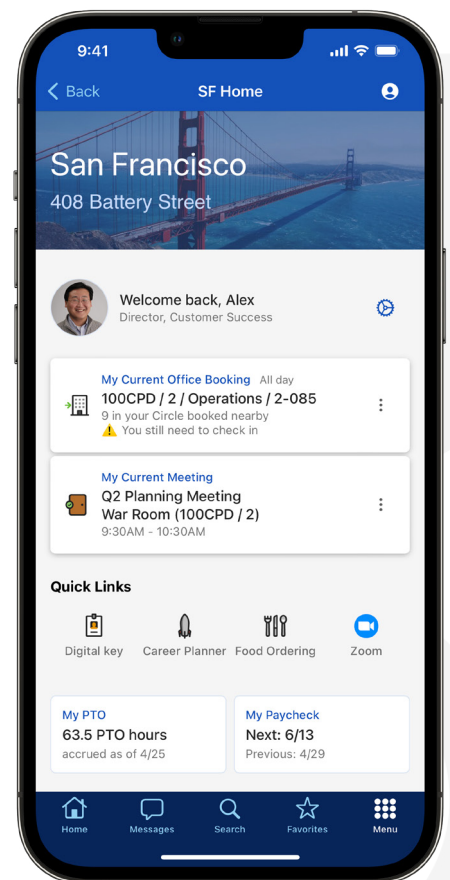 9:41
Back
SF Home
San Francisco
408 Battery Street
Welcome back, Alex
Director, Customer Success
My Current Office Booking All day
100CPD / 2 / Operations / 2-085
9 in your Circle booked nearby
You still need to check in
My Current Meeting
Q2 Planning Meeting
War Room (100CPD / 2)
9:30AM - 10:30AM
Quick Links
Digital key
Career Planner
Food Ordering
Zoom
My PTO
63.5 PTO hours
accrued as of 4/25
My Paycheck
Next: 6/13
Previous: 4/29
Home
Messages
Search
Favorites
Menu